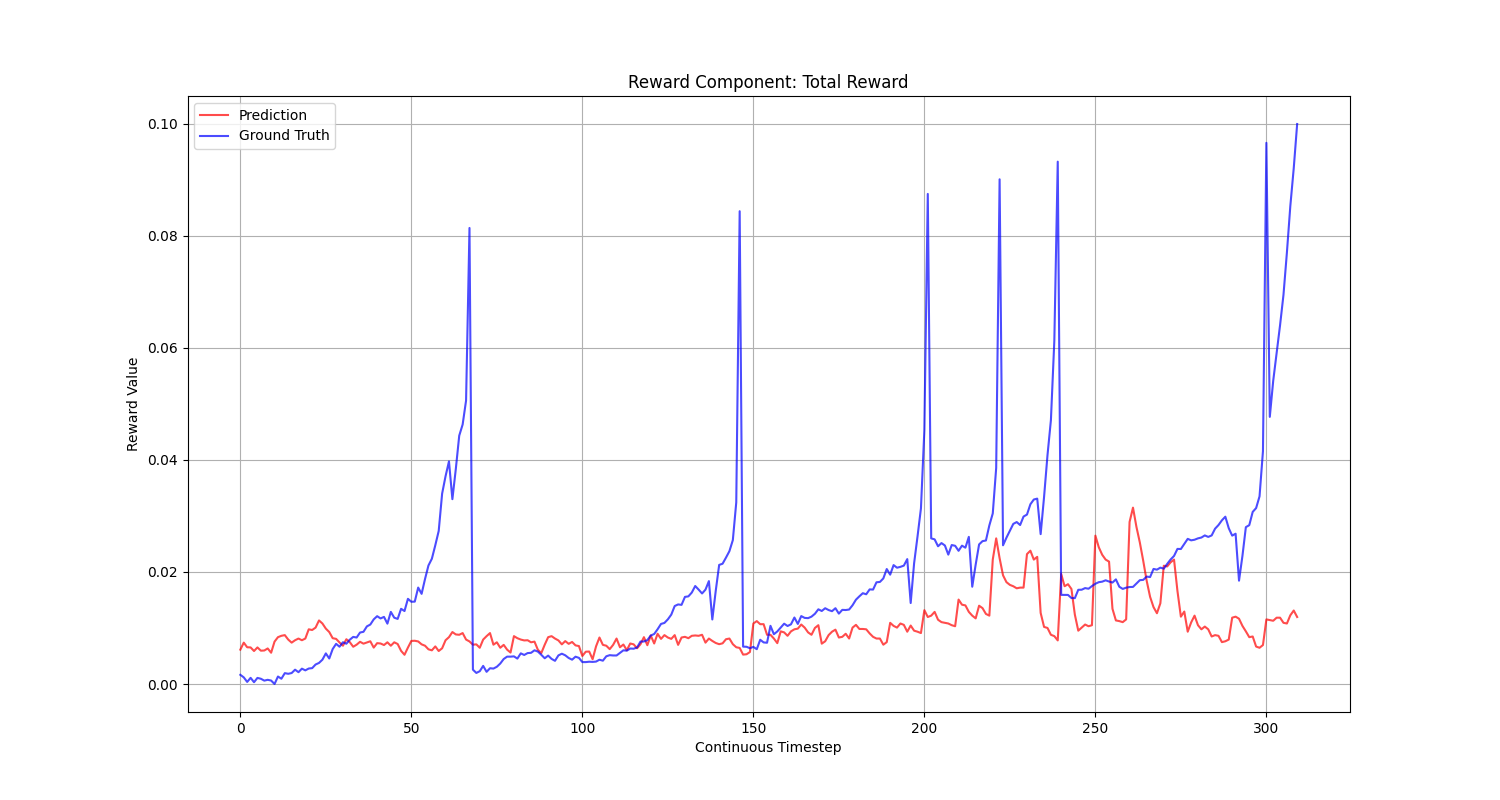 Reward Component: Total Reward
Prediction
Ground Truth
0.10
0.08
0.06
0.04
0.02
0.00
Reward Value
0 50 100 150 200 250 300
Continuous Timestep